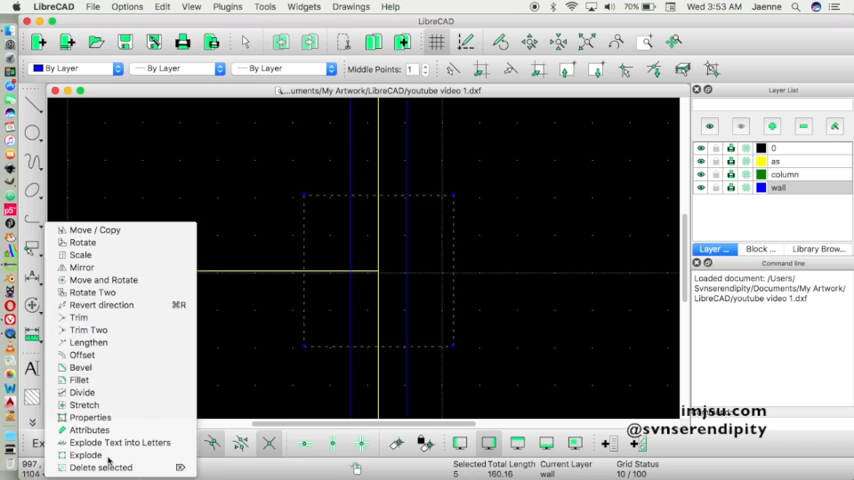 LibreCAD File Options Edit View Plugins Tools Widgets Drawings Help
70% Wed 3:53 AM Jaenne
LibreCAD
By Layer
By Layer
By Layer
Middle Points: 1
...uments/My Artwork/LibreCAD/youtube video 1.dxf
Layer List
0
as
column
wall
Layer ...
Block ...
Library Brow...
Command line
Loaded document: /Users/
Svnserendipity/Documents/My Artwork/
LibreCAD/youtube video 1.dxf
Move / Copy
Rotate
Scale
Mirror
Move and Rotate
Rotate Two
Revert direction ⌘R
Trim
Trim Two
Lengthen
Offset
Bevel
Fillet
Divide
Stretch
Properties
Attributes
Explode Text into Letters
Explode
Delete selected
imjsu.com
@svnserendipity
Ex
997 ,
1104
Selected Total Length
5 160.16
Current Layer
wall
Grid Status
10 / 100